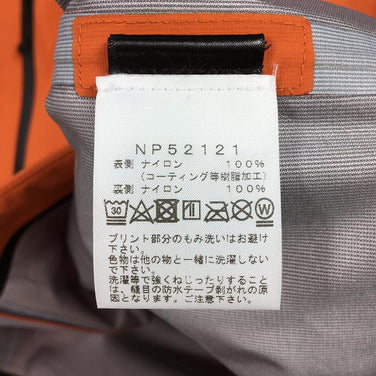 NP52121
表側 ナイロン 100%
(コーティング等樹脂加工)
裏側 ナイロン 100%
30 W
プリント部分のもみ洗いはお避け
下さい。
色物は他の物と一緒に洗濯しない
で下さい。
洗濯等で強くねじったりすること
は、縫目の防水テープ剥がれの原
因となります。ご注意下さい。